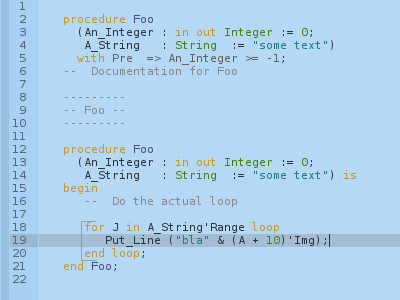 1
2 procedure Foo
3 (An_Integer : in out Integer := 0;
4 A_String : String := "some text")
5 with Pre => An_Integer >= -1;
6 -- Documentation for Foo
7
8 ---------
9 -- Foo --
10 ---------
11
12 procedure Foo
13 (An_Integer : in out Integer := 0;
14 A_String : String := "some text") is
15 begin
16 -- Do the actual loop
17
18 for J in A_String'Range loop
19 Put_Line ("bla" & (A + 10)'Img);
20 end loop;
21 end Foo;
22